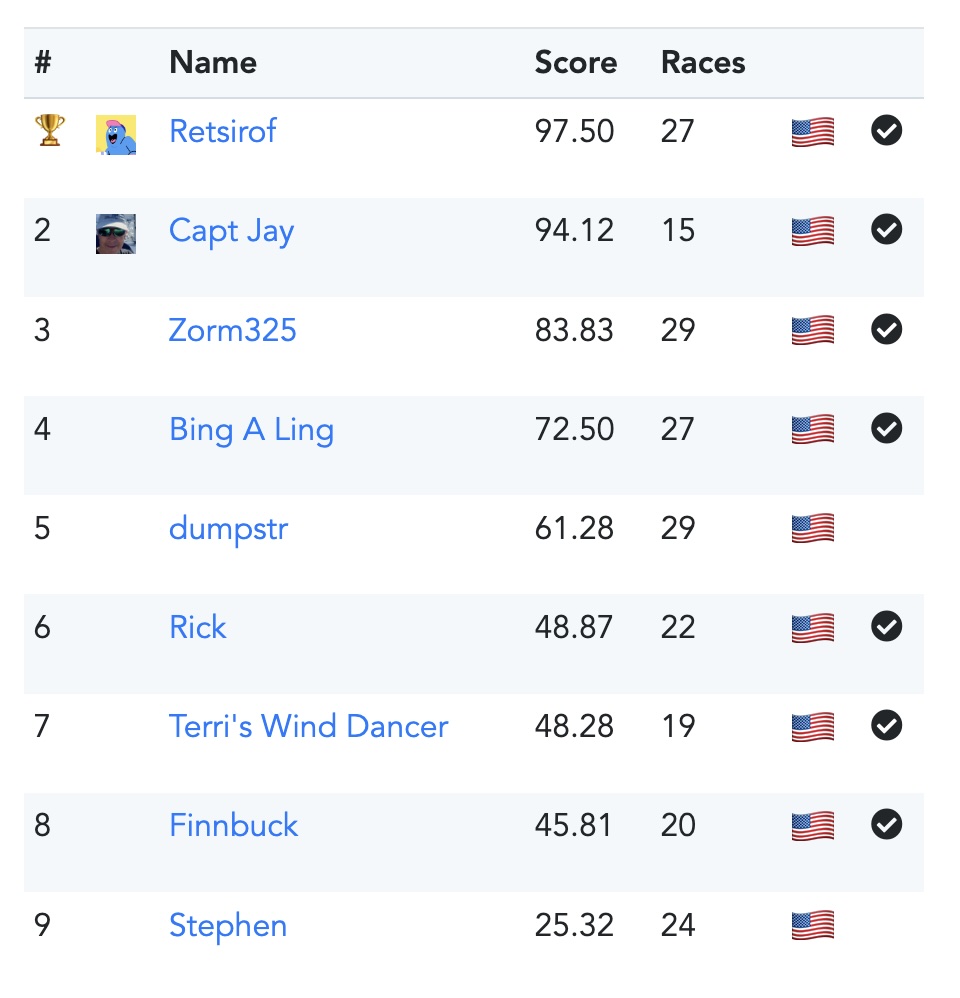 # Name Score Races
Retsirof 97.50 27
2 Capt Jay 94.12 15
3 Zorm325 83.83 29
4 Bing A Ling 72.50 27
5 dumpstr 61.28 29
6 Rick 48.87 22
7 Terri's Wind Dancer 48.28 19
8 Finnbuck 45.81 20
9 Stephen 25.32 24